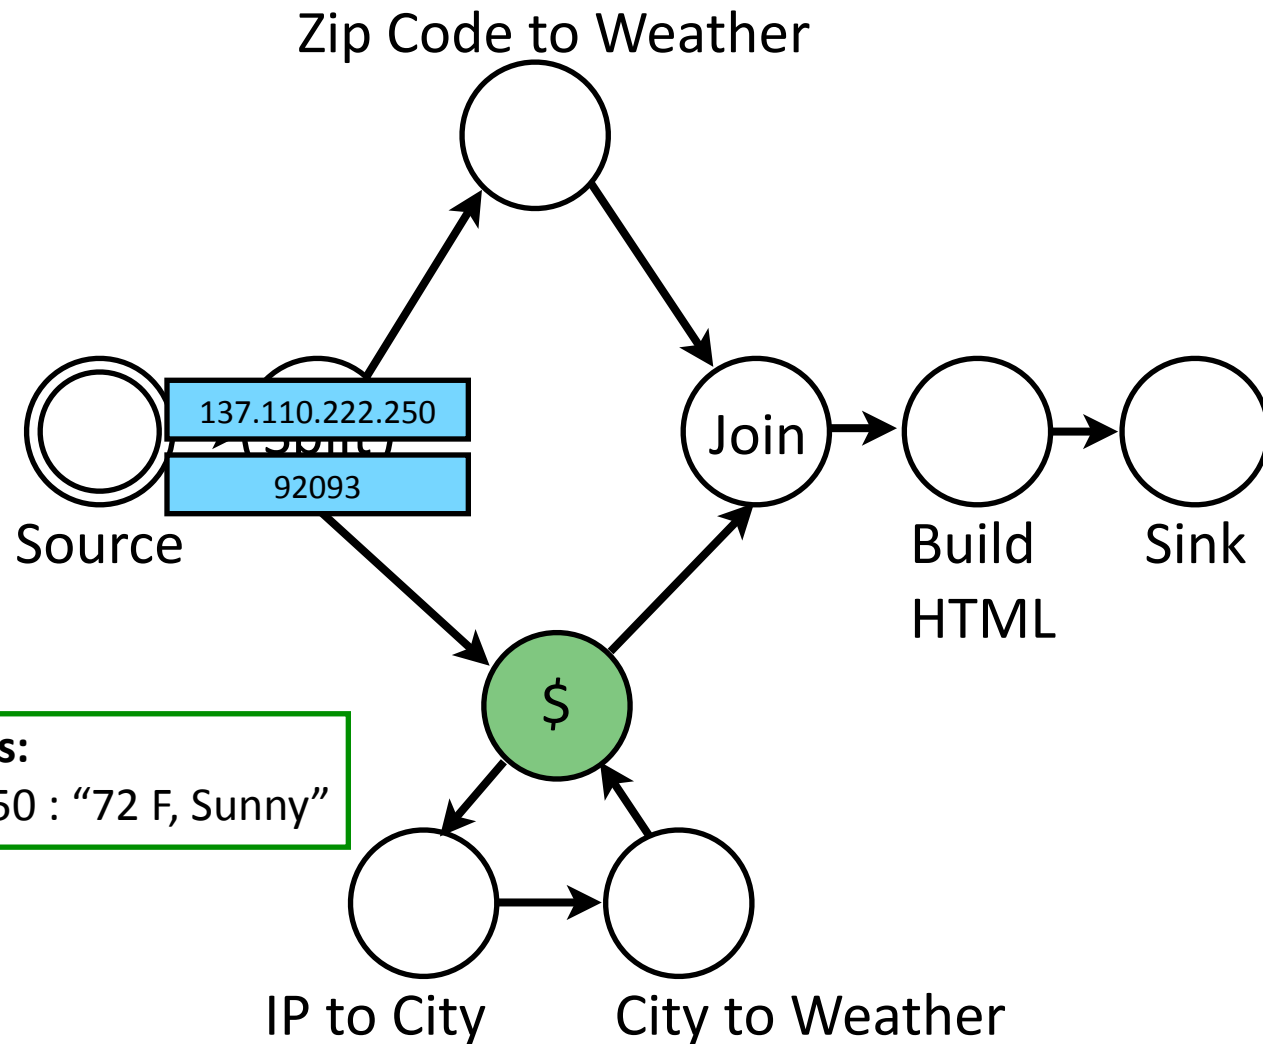 Zip Code to Weather
137.110.222.250
Split
92093
Join
Source
Build
HTML
Sink
$
s:
50 : “72 F, Sunny”
IP to City
City to Weather